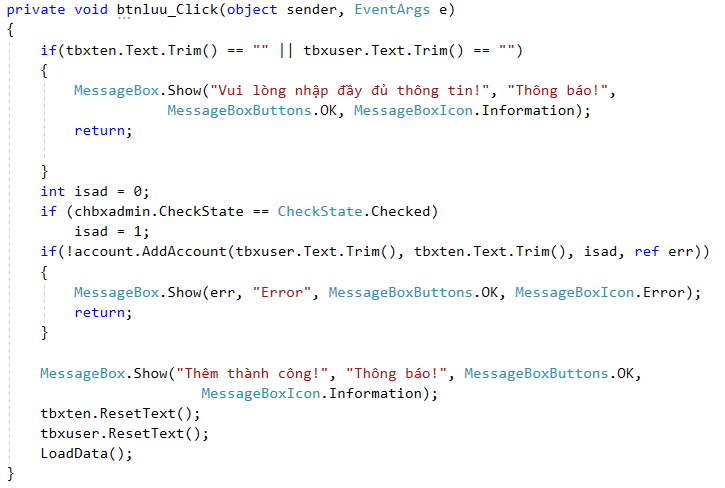 private void btnluu_Click(object sender, EventArgs e)
{
    if(tbxten.Text.Trim() == "" || tbxuser.Text.Trim() == "")
    {
        MessageBox.Show("Vui lòng nhập đầy đủ thông tin!", "Thông báo!",
                   MessageBoxButtons.OK, MessageBoxIcon.Information);
        return;

    }
    int isad = 0;
    if (chbxadmin.CheckState == CheckState.Checked)
        isad = 1;
    if(!account.AddAccount(tbxuser.Text.Trim(), tbxten.Text.Trim(), isad, ref err))
    {
        MessageBox.Show(err, "Error", MessageBoxButtons.OK, MessageBoxIcon.Error);
        return;
    }

    MessageBox.Show("Thêm thành công!", "Thông báo!", MessageBoxButtons.OK,
                       MessageBoxIcon.Information);
    tbxten.ResetText();
    tbxuser.ResetText();
    LoadData();
}